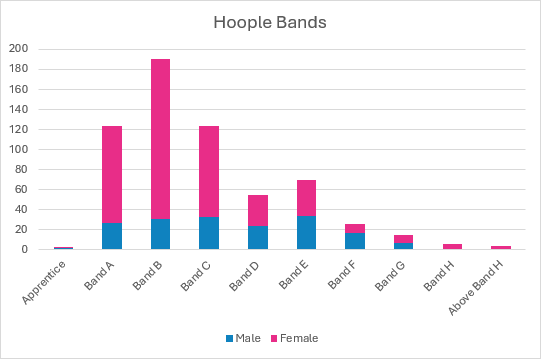 Hoople Bands
200
180
160
140
120
100
80
60
40
20
0
Apprentice
Band A
Band B
Band C
Band D
Band E
Band F
Band G
Band H
Above Band H
Male Female